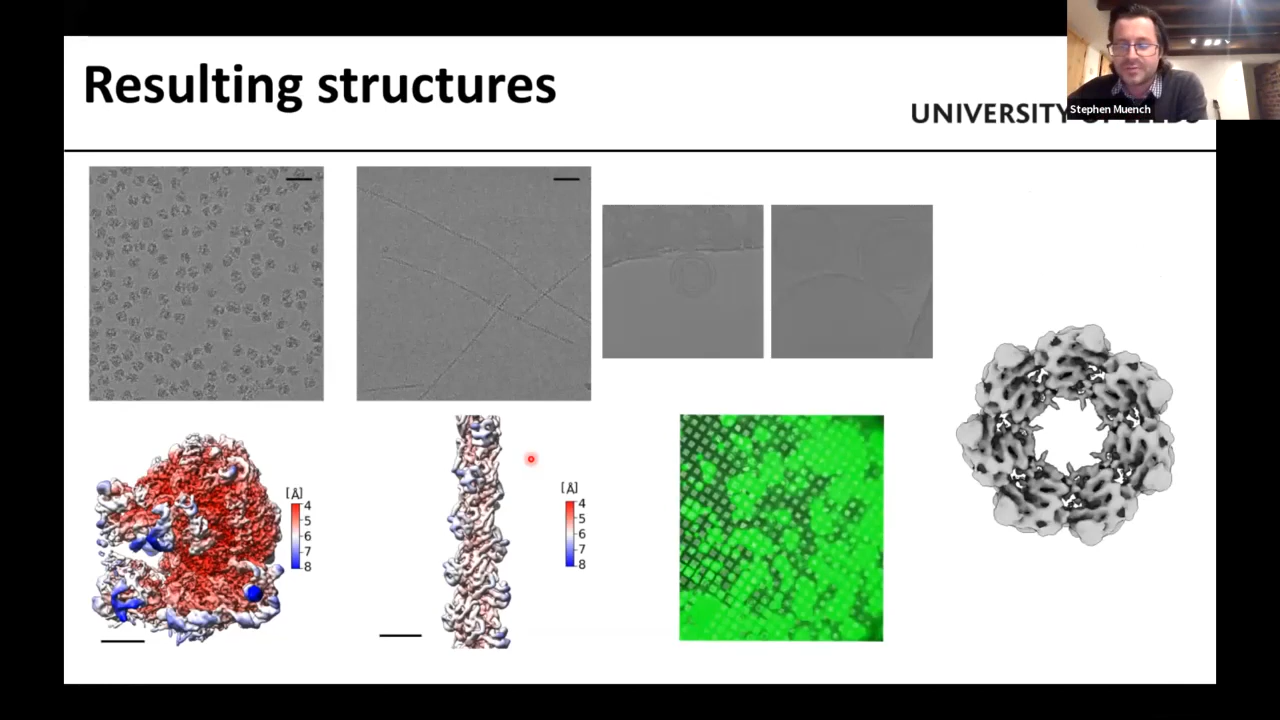 Resulting structures
UNIVERSITY OF LEEDS
Stephen Muench
[Å]
4
5
6
7
8
[Å]
4
5
6
7
8